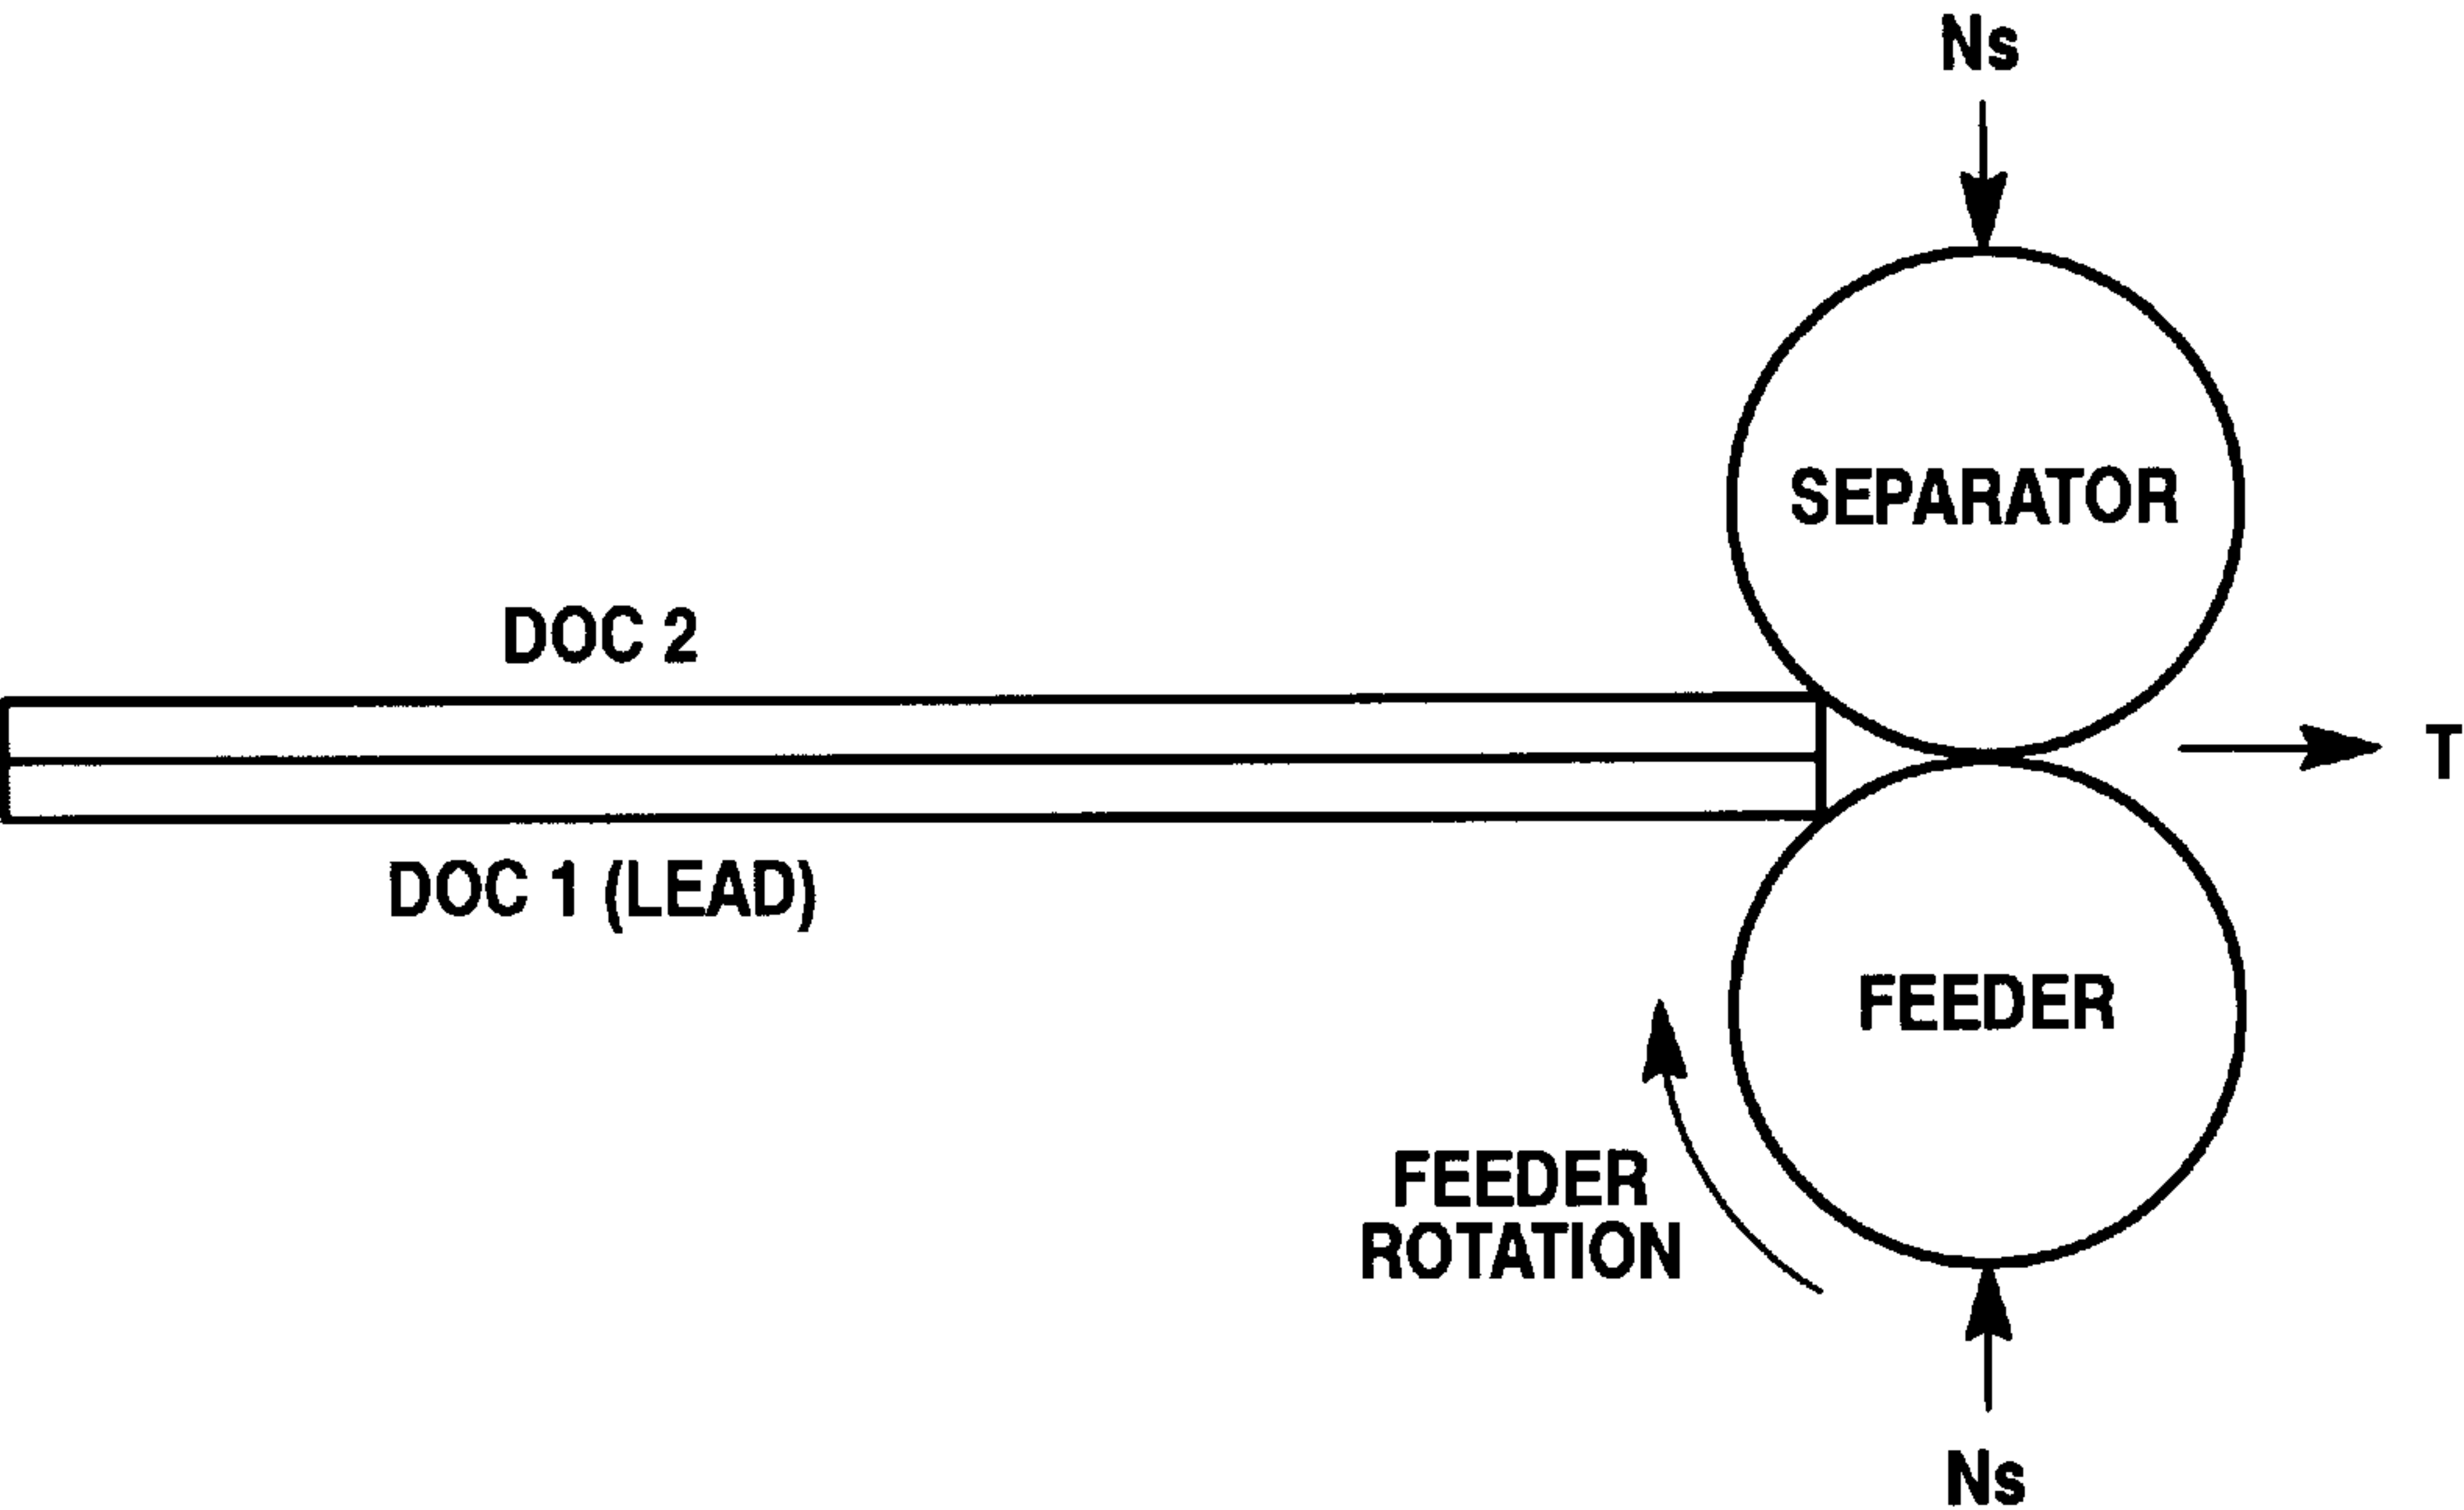 Ns
SEPARATOR
DOC 2
T
DOC 1 (LEAD)
FEEDER
FEEDER
ROTATION
Ns